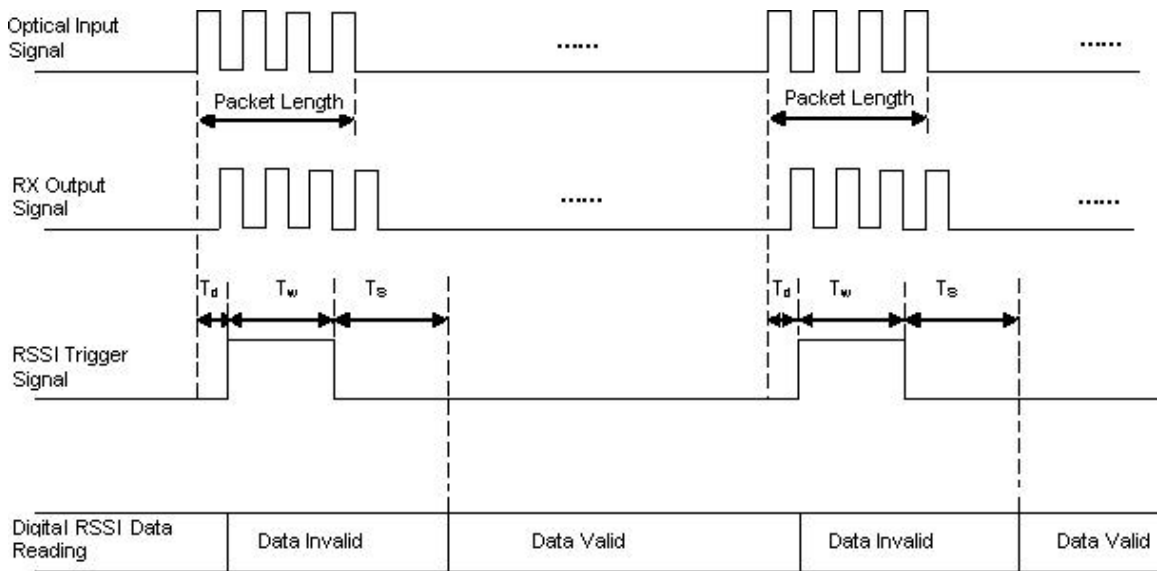 Optical Input
Signal
......
......
Packet Length
Packet Length
RX Output
Signal
......
......
Td Tw Ts Td Tw Ts
RSSI Trigger
Signal
Digital RSSI Data
Reading
Data Invalid Data Valid Data Invalid Data Valid